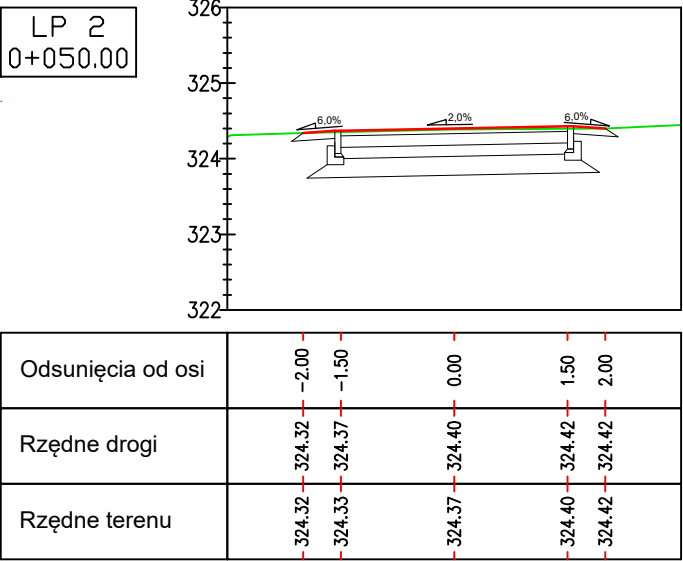 LP 2
0+050.00
326
325
324
323
322
6,0% 2,0% 6,0%
Odsunięcia od osi -2.00 -1.50 0.00 1.50 2.00
Rzędne drogi 324.32 324.37 324.40 324.42 324.42
Rzędne terenu 324.32 324.33 324.37 324.40 324.42